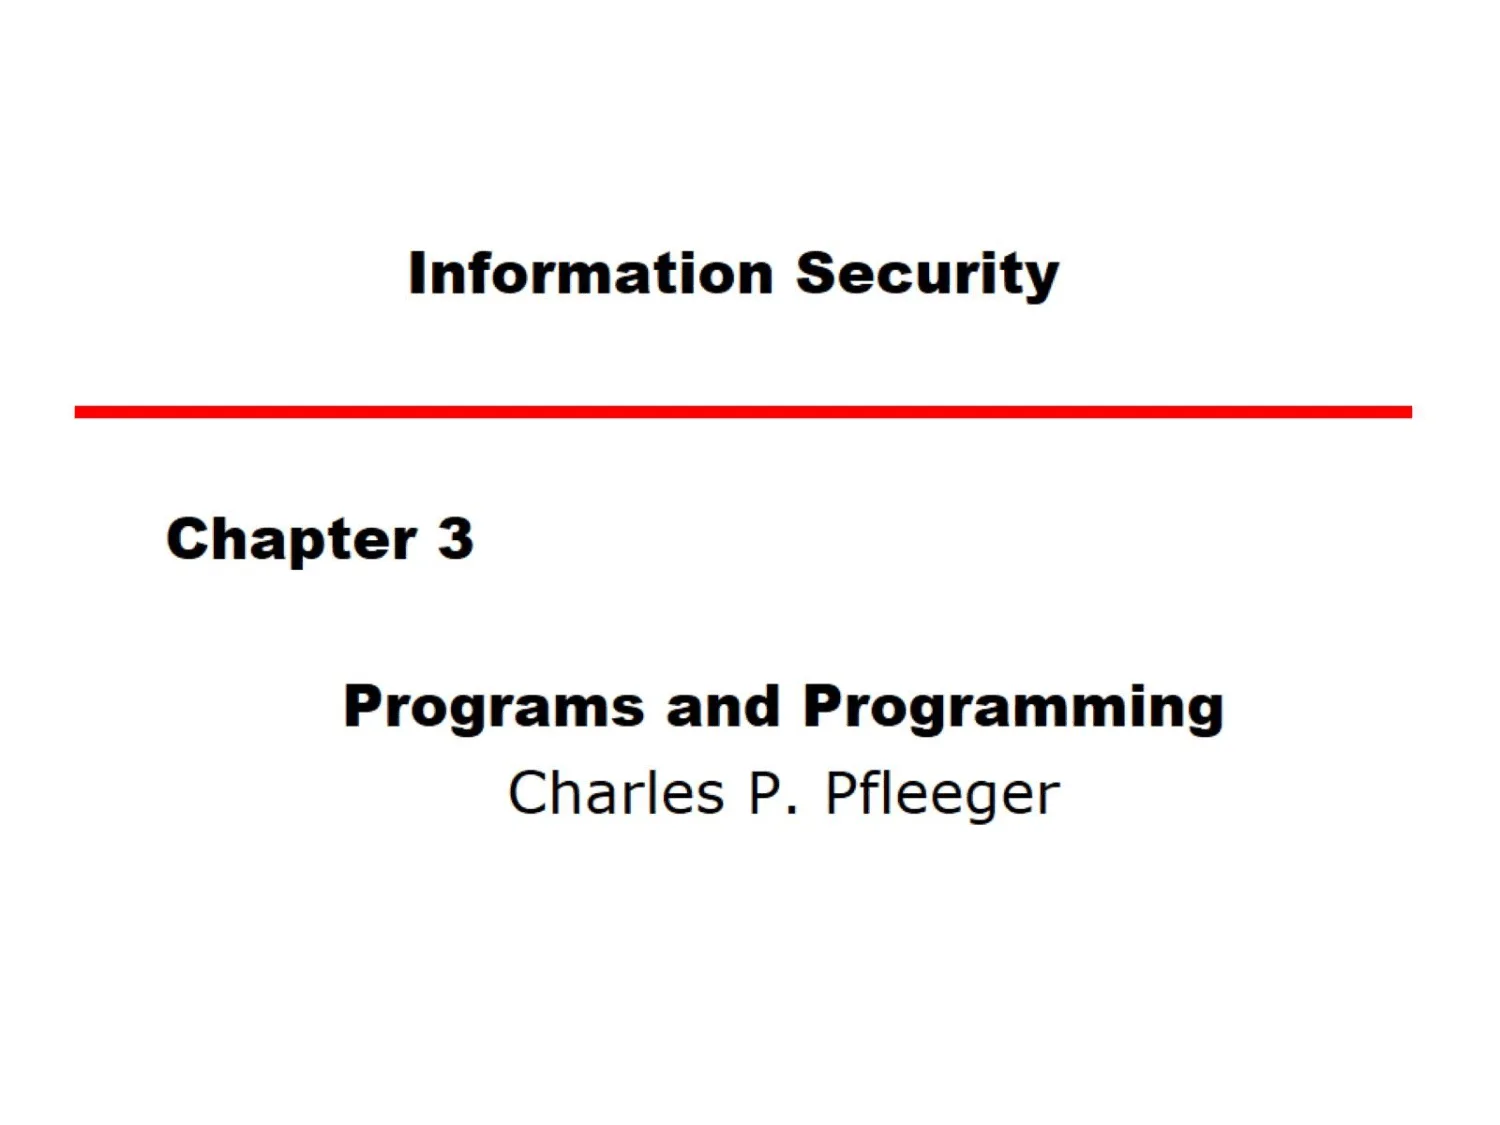 Information Security
Chapter 3
Programs and Programming
Charles P. Pfleeger